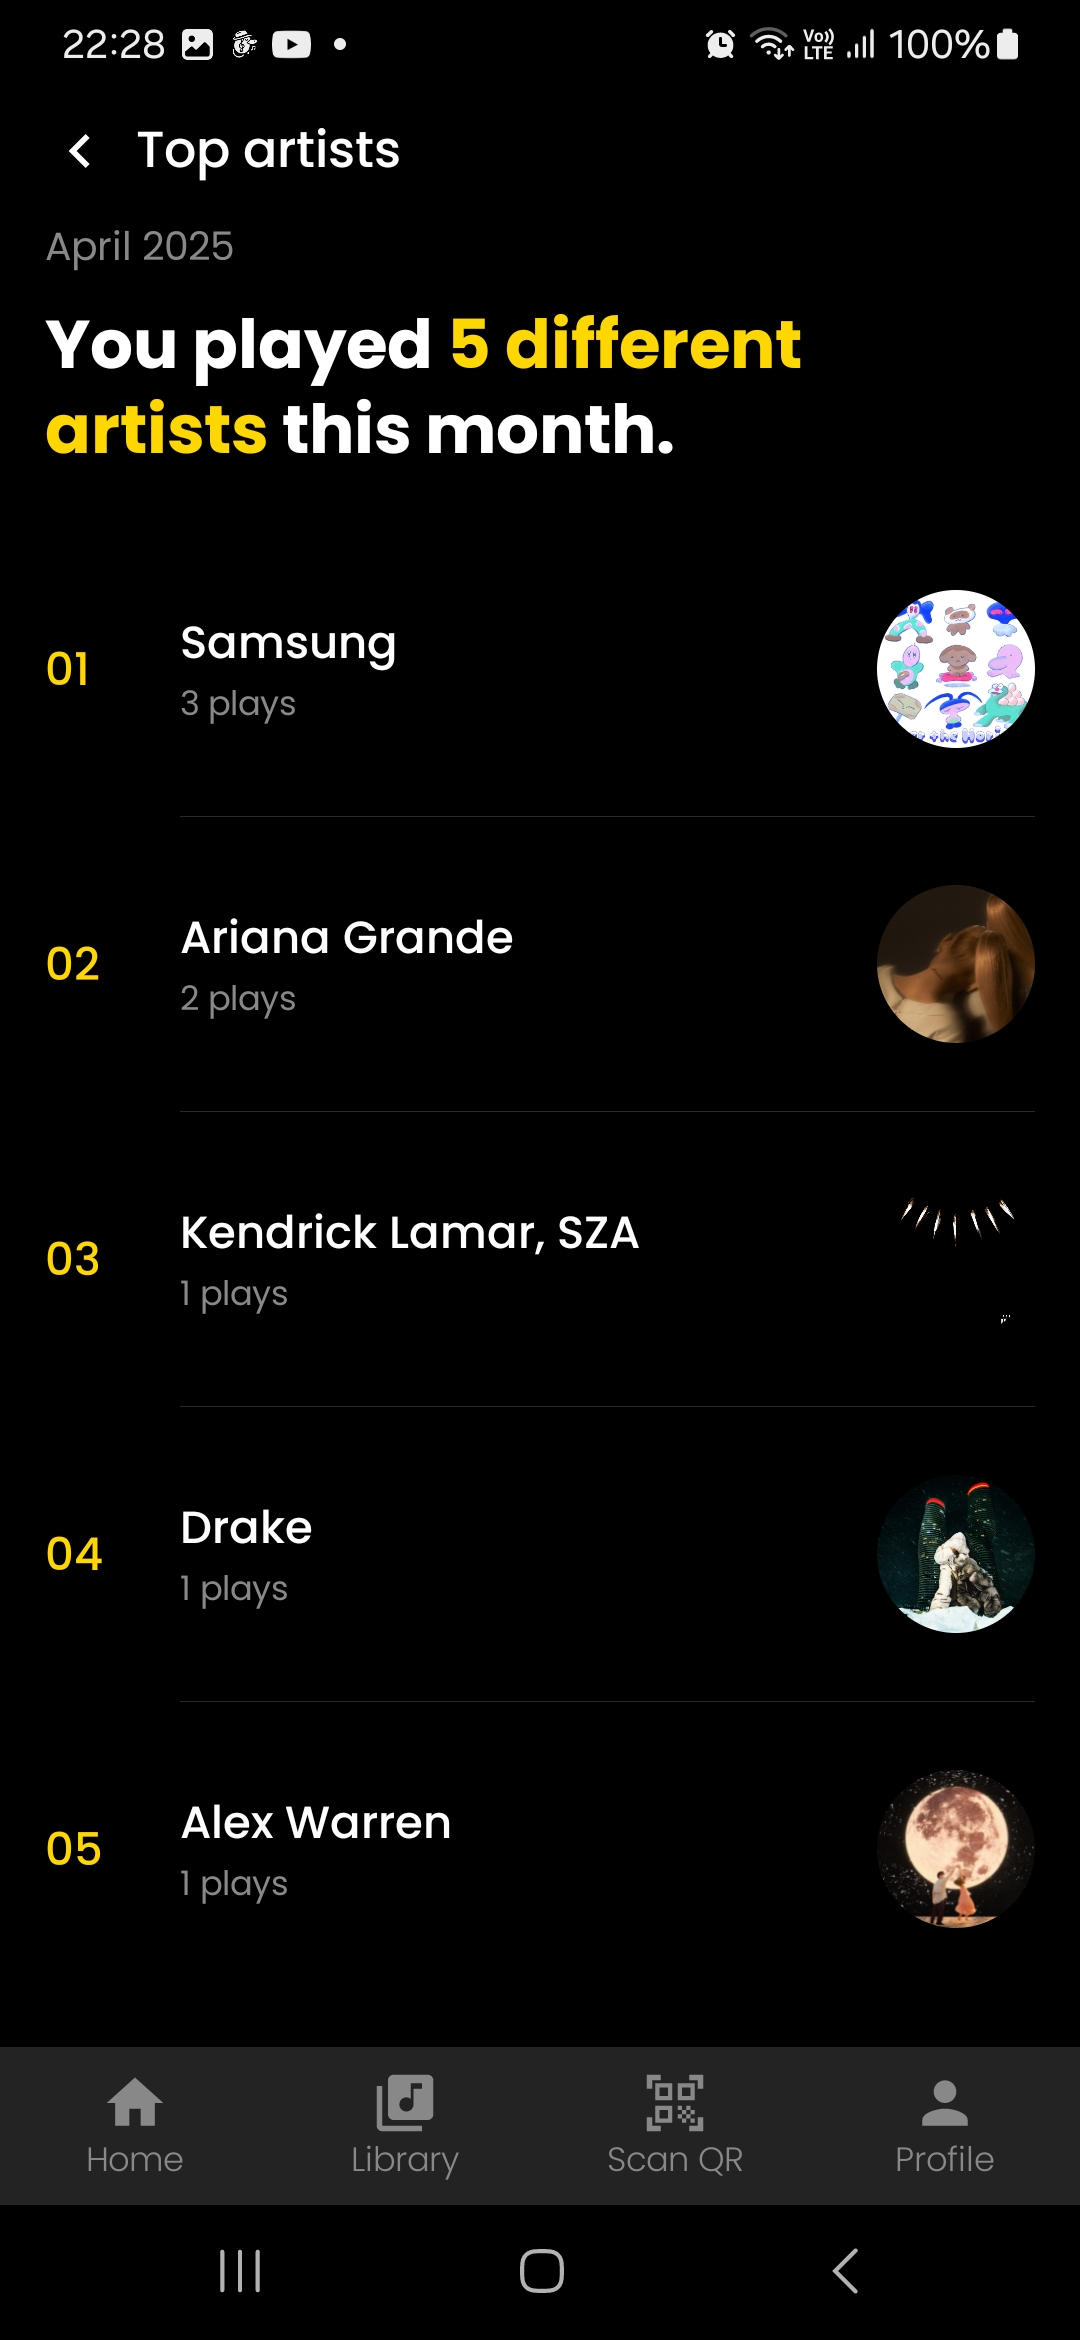 22:28
Vo)) LTE 100%
Top artists
April 2025
You played 5 different
artists this month.
01
Samsung
3 plays
02
Ariana Grande
2 plays
03
Kendrick Lamar, SZA
1 plays
04
Drake
1 plays
05
Alex Warren
1 plays
Home Library Scan QR Profile